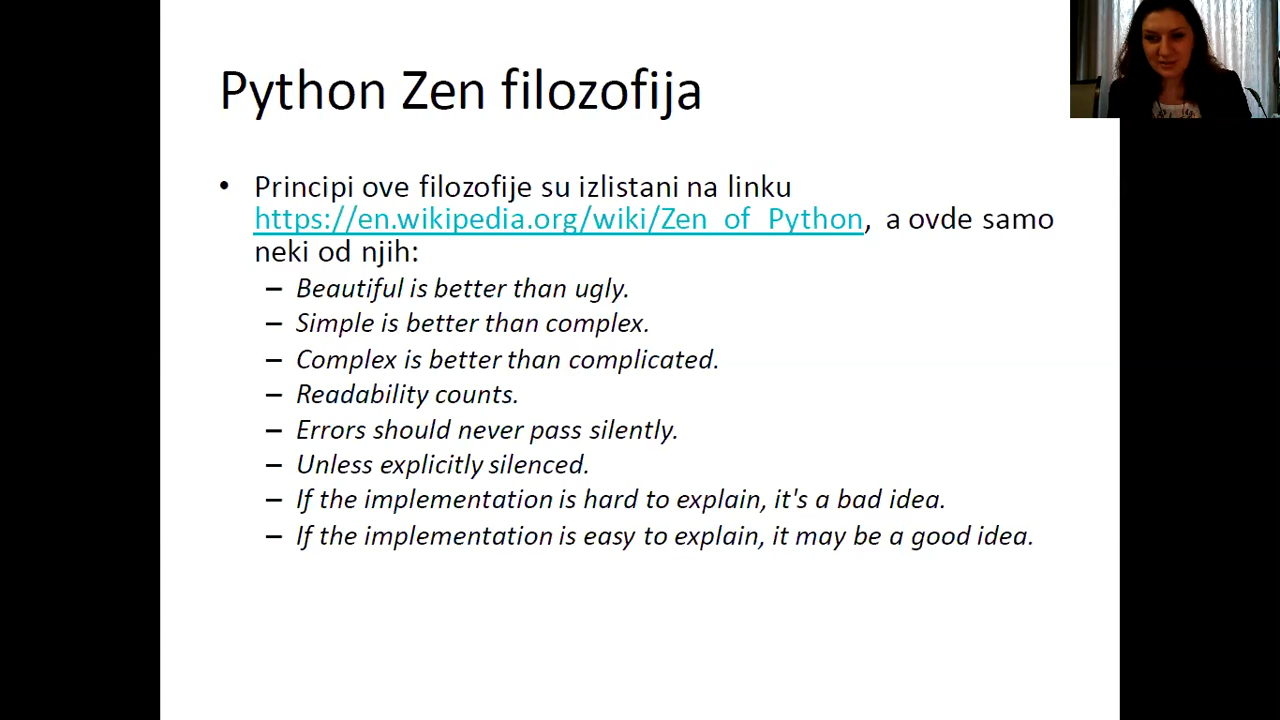 Python Zen filozofija
• Principi ove filozofije su izlistani na linku
https://en.wikipedia.org/wiki/Zen_of_Python, a ovde samo
neki od njih:
– Beautiful is better than ugly.
– Simple is better than complex.
– Complex is better than complicated.
– Readability counts.
– Errors should never pass silently.
– Unless explicitly silenced.
– If the implementation is hard to explain, it's a bad idea.
– If the implementation is easy to explain, it may be a good idea.